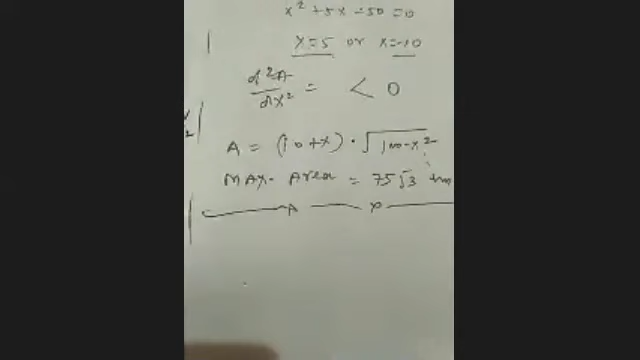 x² + 5x - 50 = 0
x = 5 or x = -10
d²A/dx² = < 0
A = (10+x) · √100-x²
MAX. Area = 75√3